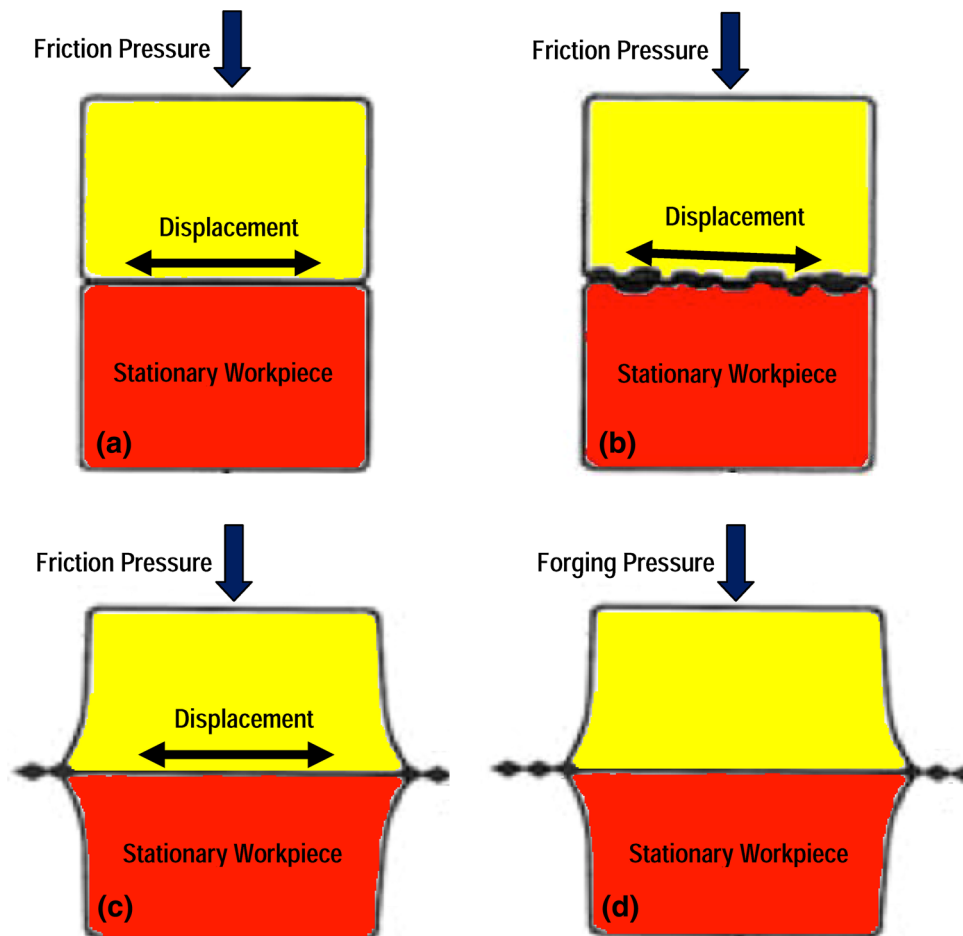 Friction Pressure
Displacement
Stationary Workpiece
(a)
Friction Pressure
Displacement
Stationary Workpiece
(b)
Friction Pressure
Displacement
Stationary Workpiece
(c)
Forging Pressure
Stationary Workpiece
(d)